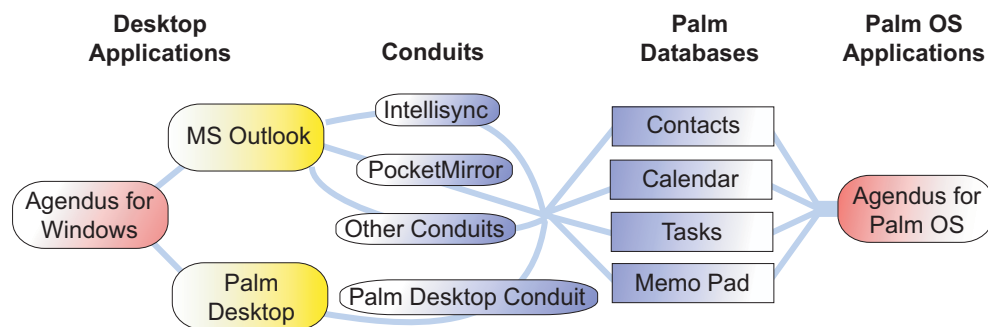 Desktop
Applications
Conduits
Palm
Databases
Palm OS
Applications
Agendus for
Windows
MS Outlook
Palm
Desktop
Intellisync
PocketMirror
Other Conduits
Palm Desktop Conduit
Contacts
Calendar
Tasks
Memo Pad
Agendus for
Palm OS